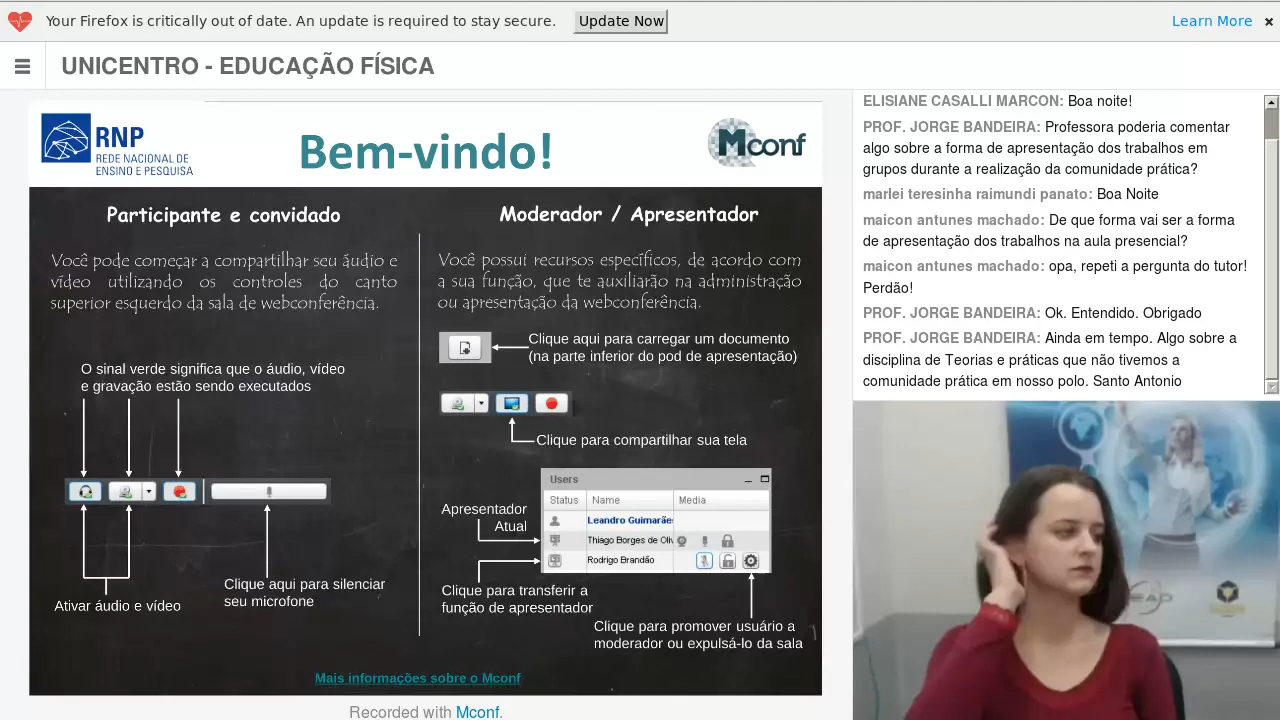 Your Firefox is critically out of date. An update is required to stay secure.
Update Now
Learn More
UNICENTRO - EDUCAÇÃO FÍSICA
RNP
REDE NACIONAL DE
ENSINO E PESQUISA
Bem-vindo!
Mconf
Participante e convidado
Você pode começar a compartilhar seu áudio e
vídeo utilizando os controles do canto
superior esquerdo da sala de webconferência.
O sinal verde significa que o áudio, vídeo
e gravação estão sendo executados
Ativar áudio e vídeo
Clique aqui para silenciar
seu microfone
Moderador / Apresentador
Você possui recursos específicos, de acordo com
a sua função, que te auxiliarão na administração
ou apresentação da webconferência.
Clique aqui para carregar um documento
(na parte inferior do pod de apresentação)
Clique para compartilhar sua tela
Users
Status Name Media
Leandro Guimarães
Thiago Borges de Oliv
Rodrigo Brandão
Apresentador
Atual
Clique para transferir a
função de apresentador
Clique para promover usuário a
moderador ou expulsá-lo da sala
Mais informações sobre o Mconf
Recorded with Mconf.
ELISIANE CASALLI MARCON: Boa noite!
PROF. JORGE BANDEIRA: Professora poderia comentar
algo sobre a forma de apresentação dos trabalhos em
grupos durante a realização da comunidade prática?
marlei teresinha raimundi panato: Boa Noite
maicon antunes machado: De que forma vai ser a forma
de apresentação dos trabalhos na aula presencial?
maicon antunes machado: opa, repeti a pergunta do tutor!
Perdão!
PROF. JORGE BANDEIRA: Ok. Entendido. Obrigado
PROF. JORGE BANDEIRA: Ainda em tempo. Algo sobre a
disciplina de Teorias e práticas que não tivemos a
comunidade prática em nosso polo. Santo Antonio